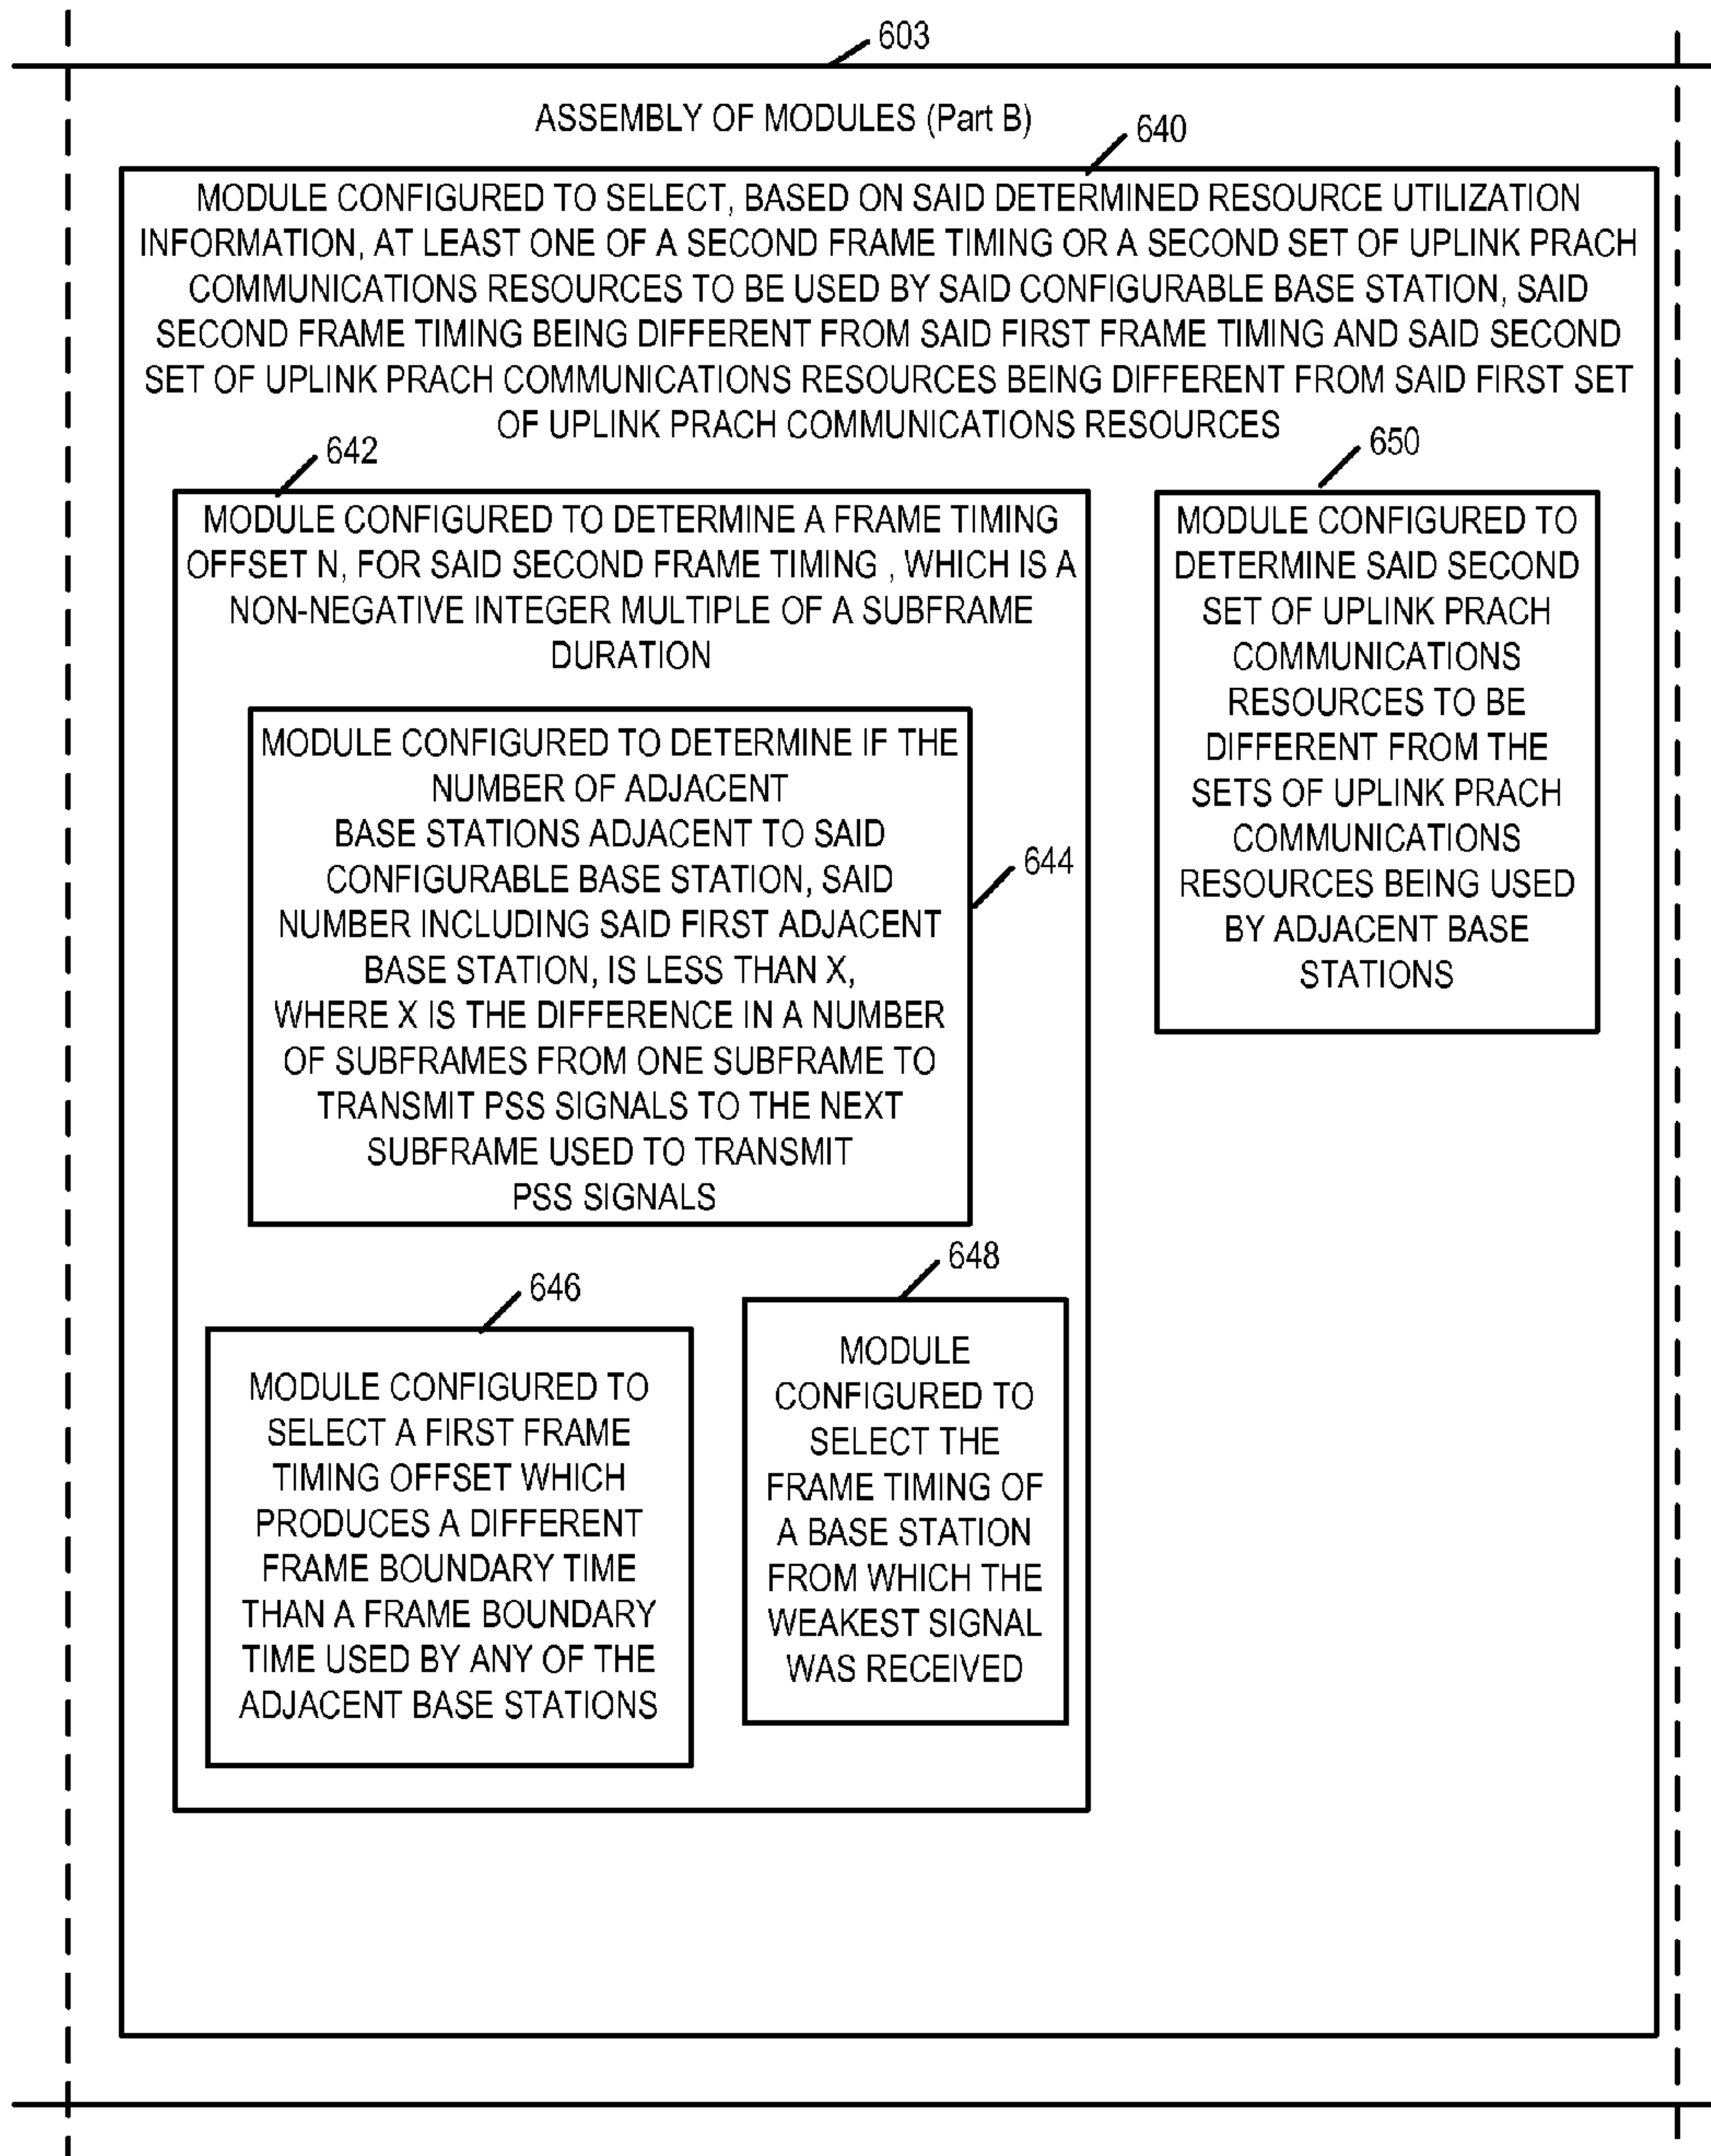 603
ASSEMBLY OF MODULES (Part B)
640
MODULE CONFIGURED TO SELECT, BASED ON SAID DETERMINED RESOURCE UTILIZATION
INFORMATION, AT LEAST ONE OF A SECOND FRAME TIMING OR A SECOND SET OF UPLINK PRACH
COMMUNICATIONS RESOURCES TO BE USED BY SAID CONFIGURABLE BASE STATION, SAID
SECOND FRAME TIMING BEING DIFFERENT FROM SAID FIRST FRAME TIMING AND SAID SECOND
SET OF UPLINK PRACH COMMUNICATIONS RESOURCES BEING DIFFERENT FROM SAID FIRST SET
OF UPLINK PRACH COMMUNICATIONS RESOURCES
642
MODULE CONFIGURED TO DETERMINE A FRAME TIMING
OFFSET N, FOR SAID SECOND FRAME TIMING , WHICH IS A
NON-NEGATIVE INTEGER MULTIPLE OF A SUBFRAME
DURATION
644
MODULE CONFIGURED TO DETERMINE IF THE
NUMBER OF ADJACENT
BASE STATIONS ADJACENT TO SAID
CONFIGURABLE BASE STATION, SAID
NUMBER INCLUDING SAID FIRST ADJACENT
BASE STATION, IS LESS THAN X,
WHERE X IS THE DIFFERENCE IN A NUMBER
OF SUBFRAMES FROM ONE SUBFRAME TO
TRANSMIT PSS SIGNALS TO THE NEXT
SUBFRAME USED TO TRANSMIT
PSS SIGNALS
646
MODULE CONFIGURED TO
SELECT A FIRST FRAME
TIMING OFFSET WHICH
PRODUCES A DIFFERENT
FRAME BOUNDARY TIME
THAN A FRAME BOUNDARY
TIME USED BY ANY OF THE
ADJACENT BASE STATIONS
648
MODULE
CONFIGURED TO
SELECT THE
FRAME TIMING OF
A BASE STATION
FROM WHICH THE
WEAKEST SIGNAL
WAS RECEIVED
650
MODULE CONFIGURED TO
DETERMINE SAID SECOND
SET OF UPLINK PRACH
COMMUNICATIONS
RESOURCES TO BE
DIFFERENT FROM THE
SETS OF UPLINK PRACH
COMMUNICATIONS
RESOURCES BEING USED
BY ADJACENT BASE
STATIONS